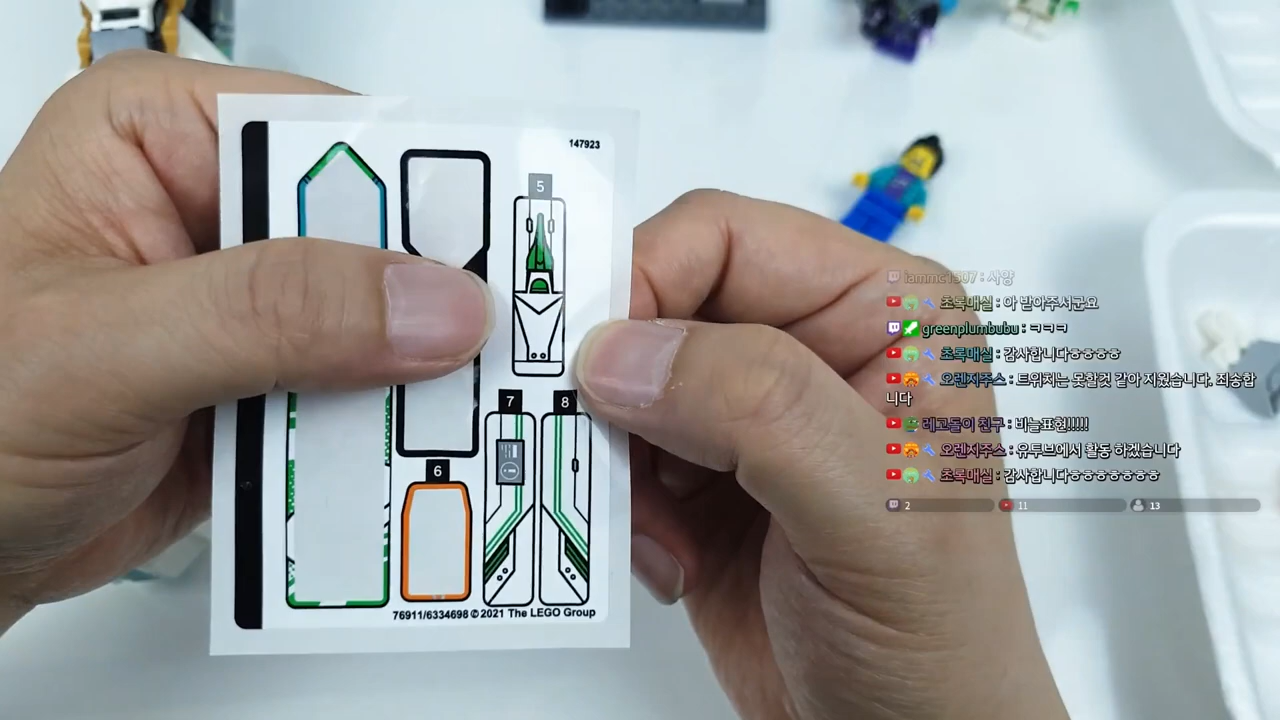 147923
5
7
8
6
76911/6334698 © 2021 The LEGO Group
iammc1507 : 사양
초록매실 : 아 받아주서군요
greenplumbubu : ㅋㅋㅋ
초록매실 : 감사합니다ㅎㅎㅎㅎ
오렌지주스 : 트위치는 못할것 같아 지웠습니다. 죄송합
니다
레고돌이 친구 : 비늘표현!!!!!
오렌지주스 : 유투브에서 활동 하겠습니다
초록매실 : 감사합니다ㅎㅎㅎㅎㅎㅎㅎ
2 11 13